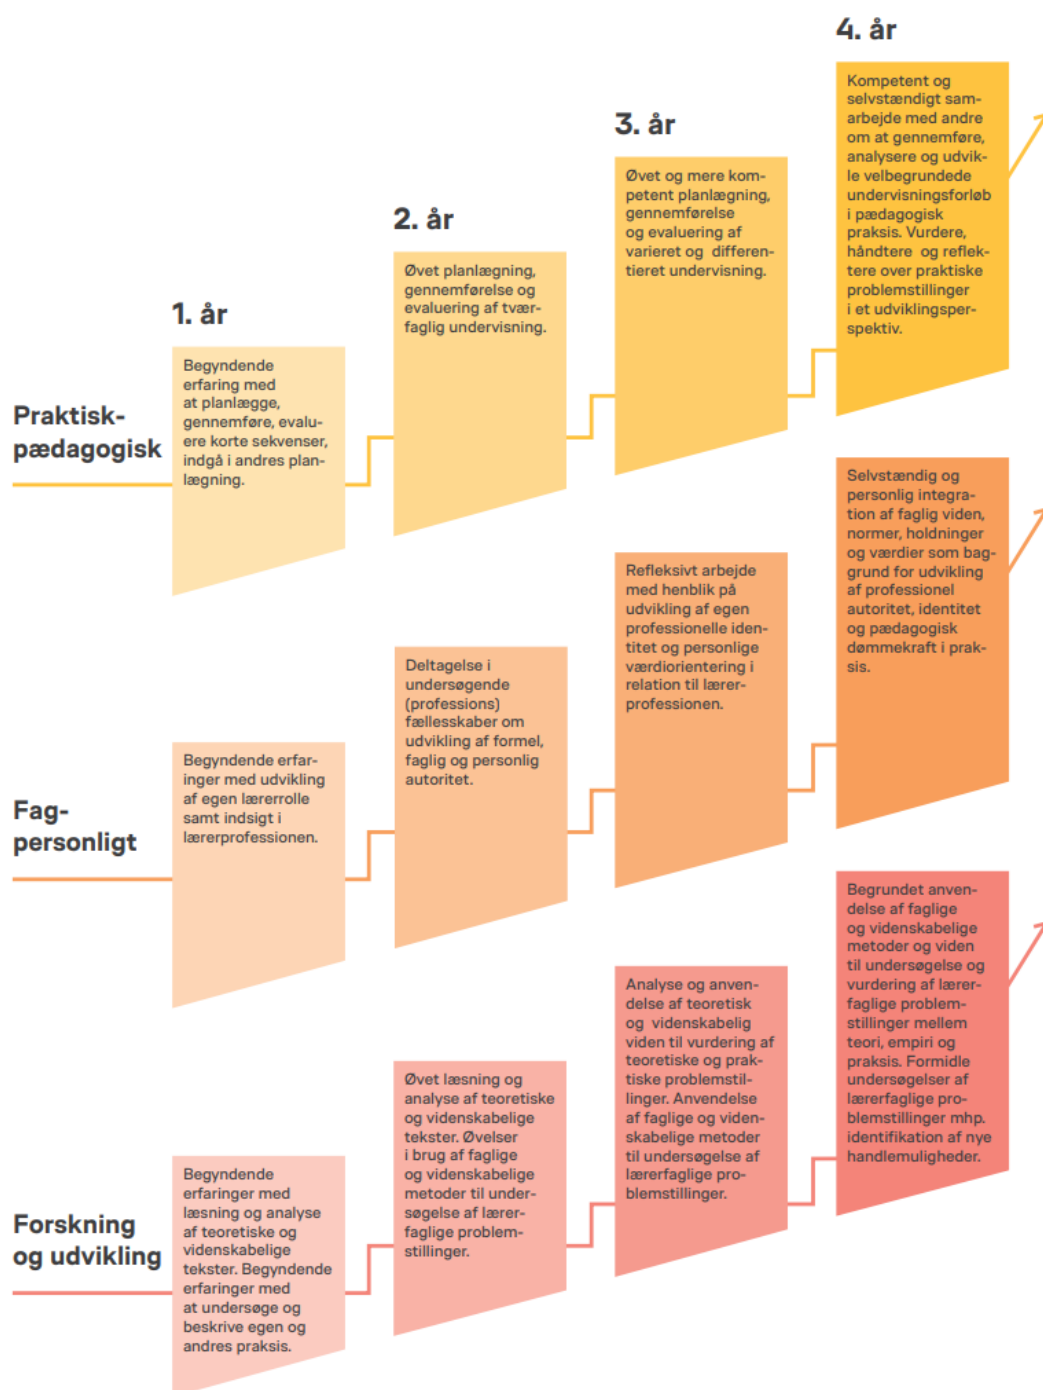 4. år
3. år
2. år
1. år
Praktisk-
pædagogisk
Begyndende
erfaring med
at planlægge,
gennemføre, evalu-
ere korte sekvenser,
indgå i andres plan-
lægning.
Øvet planlægning,
gennemførelse og
evaluering af tvær-
faglig undervisning.
Øvet og mere kom-
petent planlægning,
gennemførelse
og evaluering af
varieret og differen-
tieret undervisning.
Kompetent og
selvstændigt sam-
arbejde med andre
om at gennemføre,
analysere og udvik-
le velbegrundede
undervisningsforløb
i pædagogisk
praksis. Vurdere,
håndtere og reflek-
tere over praktiske
problemstillinger
i et udviklingsper-
spektiv.
Fag-
personligt
Begyndende erfar-
inger med udvikling
af egen lærerrolle
samt indsigt i
lærerprofessionen.
Deltagelse i
undersøgende
(professions)
fællesskaber om
udvikling af formel,
faglig og personlig
autoritet.
Refleksivt arbejde
med henblik på
udvikling af egen
professionelle iden-
titet og personlige
værdiorientering i
relation til lærer-
professionen.
Selvstændig og
personlig integra-
tion af faglig viden,
normer, holdninger
og værdier som bag-
grund for udvikling
af professionel
autoritet, identitet
og pædagogisk
dømmekraft i prak-
sis.
Forskning
og udvikling
Begyndende
erfaringer med
læsning og analyse
af teoretiske og
videnskabelige
tekster. Begyndende
erfaringer med
at undersøge og
beskrive egen og
andres praksis.
Øvet læsning og
analyse af teoretiske
og videnskabelige
tekster. Øvelser
i brug af faglige
og videnskabelige
metoder til under-
søgelse af lærer-
faglige problem-
stillinger.
Analyse og anven-
delse af teoretisk
og videnskabelig
viden til vurdering af
teoretiske og prak-
tiske problemstil-
linger. Anvendelse
af faglige og viden-
skabelige metoder
til undersøgelse af
lærerfaglige pro-
blemstillinger.
Begrundet anven-
delse af faglige
og videnskabelige
metoder og viden
til undersøgelse og
vurdering af lærer-
faglige problem-
stillinger mellem
teori, empiri og
praksis. Formidle
undersøgelser af
lærerfaglige pro-
blemstillinger mhp.
identifikation af nye
handlemuligheder.